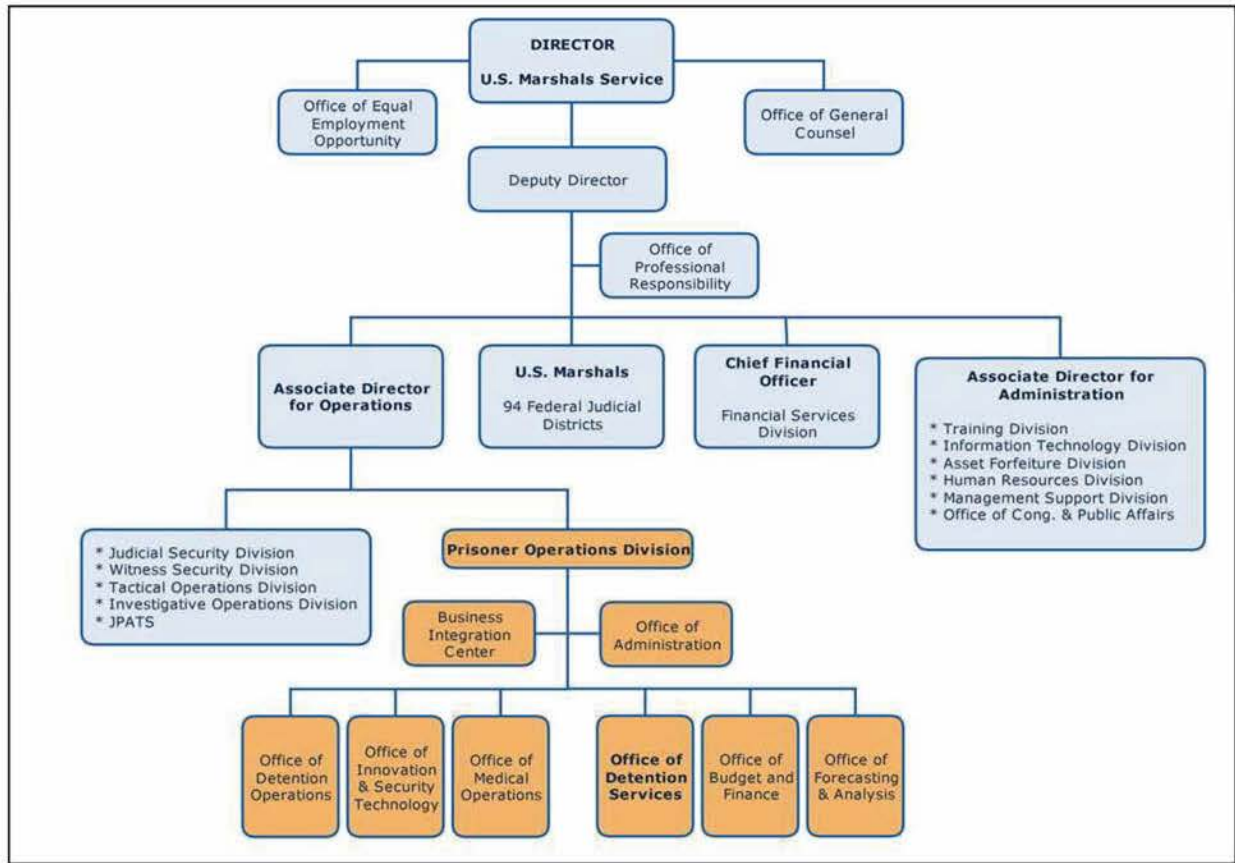 DIRECTOR
U.S. Marshals Service
Office of Equal
Employment
Opportunity
Office of General
Counsel
Deputy Director
Office of
Professional
Responsibility
Associate Director
for Operations
U.S. Marshals
94 Federal Judicial
Districts
Chief Financial
Officer
Financial Services
Division
Associate Director for
Administration
* Training Division
* Information Technology Division
* Asset Forfeiture Division
* Human Resources Division
* Management Support Division
* Office of Cong. & Public Affairs
* Judicial Security Division
* Witness Security Division
* Tactical Operations Division
* Investigative Operations Division
* JPATS
Prisoner Operations Division
Business
Integration
Center
Office of
Administration
Office of
Detention
Operations
Office of
Innovation
& Security
Technology
Office of
Medical
Operations
Office of
Detention
Services
Office of
Budget and
Finance
Office of
Forecasting
& Analysis